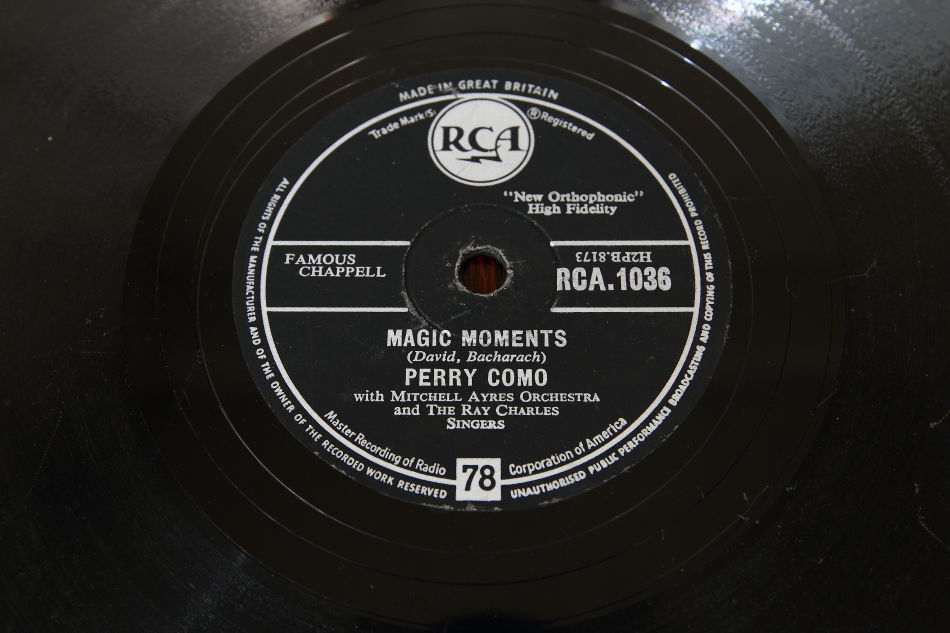 MADE IN GREAT BRITAIN
Trade Mark(s)
RCA
® Registered
"New Orthophonic"
High Fidelity
FAMOUS
CHAPPELL
H2PB.8173
RCA.1036
MAGIC MOMENTS
(David, Bacharach)
PERRY COMO
with MITCHELL AYRES ORCHESTRA
and THE RAY CHARLES
SINGERS
Master Recording of Radio
Corporation of America
78
ALL RIGHTS OF THE MANUFACTURER AND OF THE OWNER OF THE RECORDED WORK RESERVED
UNAUTHORISED PUBLIC PERFORMANCE BROADCASTING AND COPYING OF THIS RECORD PROHIBITED